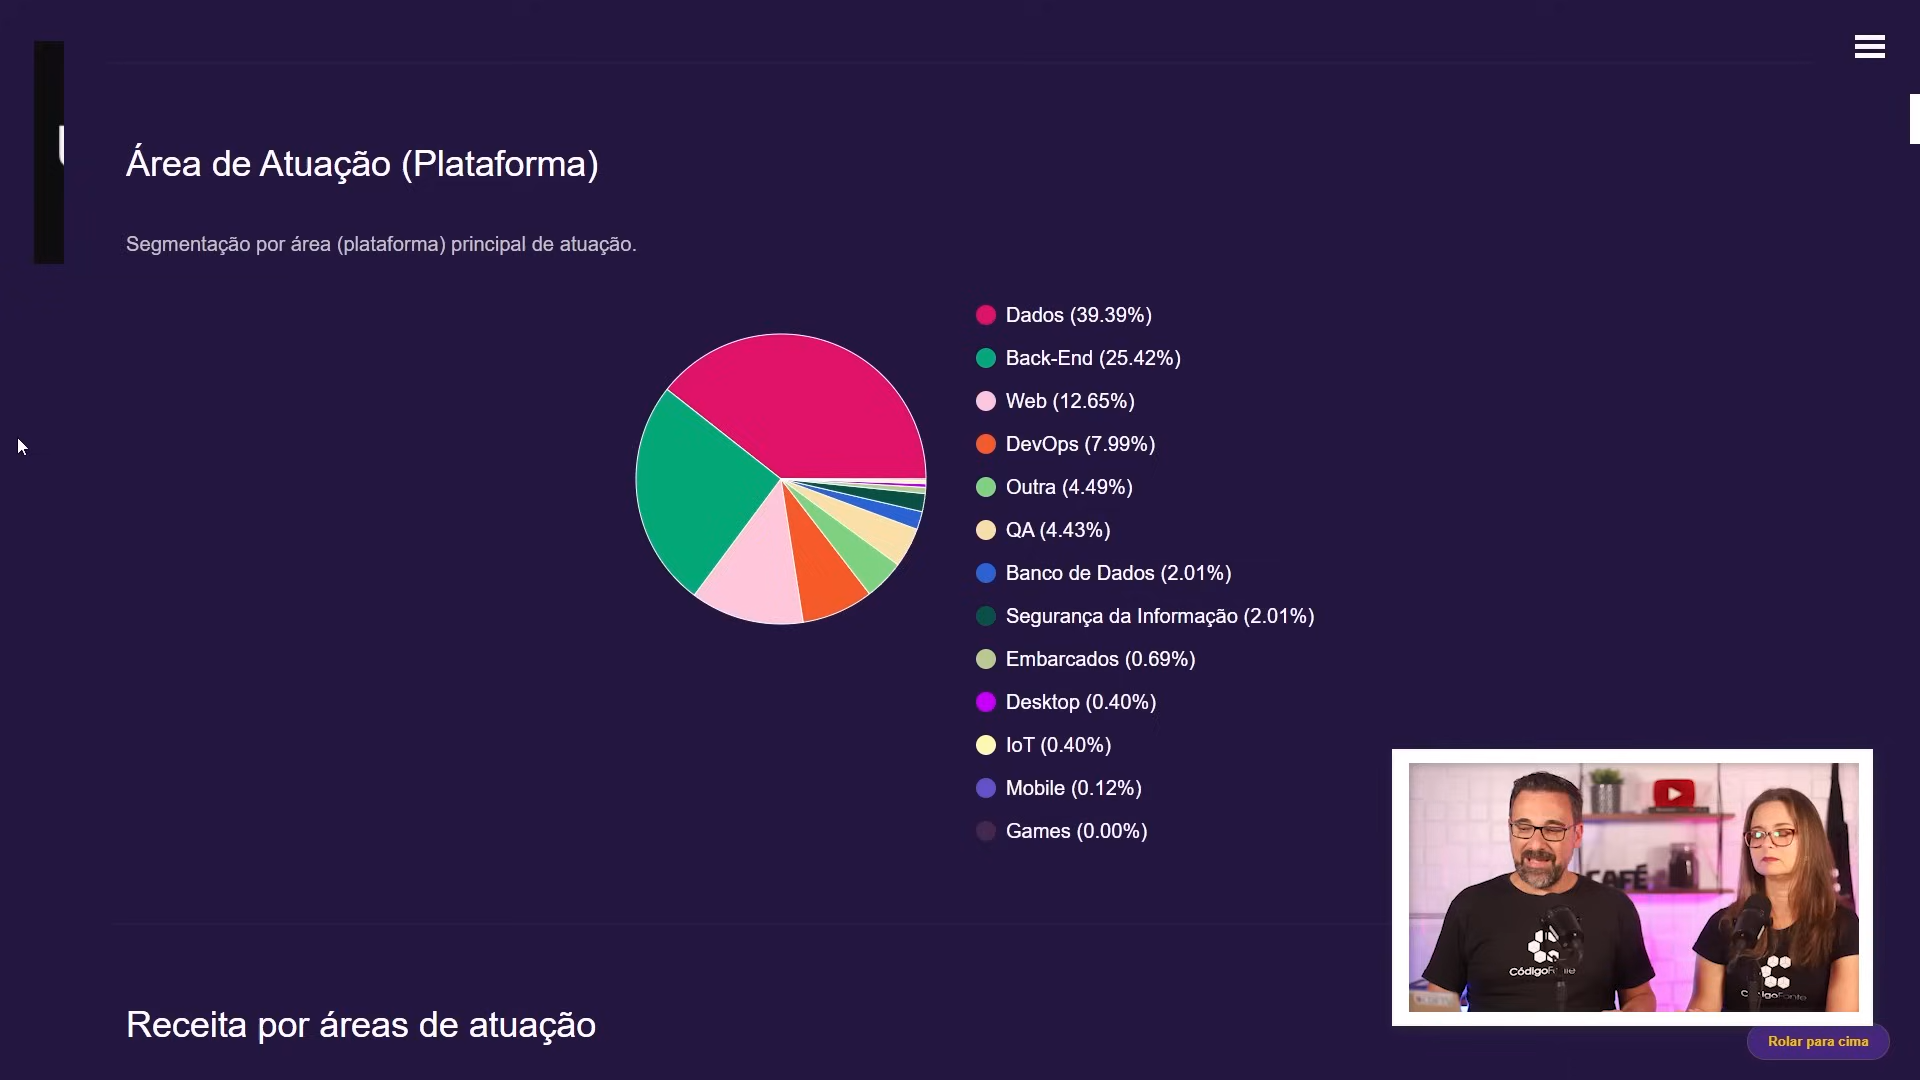 Área de Atuação (Plataforma)
Segmentação por área (plataforma) principal de atuação.
Dados (39.39%)
Back-End (25.42%)
Web (12.65%)
DevOps (7.99%)
Outra (4.49%)
QA (4.43%)
Banco de Dados (2.01%)
Segurança da Informação (2.01%)
Embarcados (0.69%)
Desktop (0.40%)
IoT (0.40%)
Mobile (0.12%)
Games (0.00%)
CAFÉ
Receita por áreas de atuação
Rolar para cima